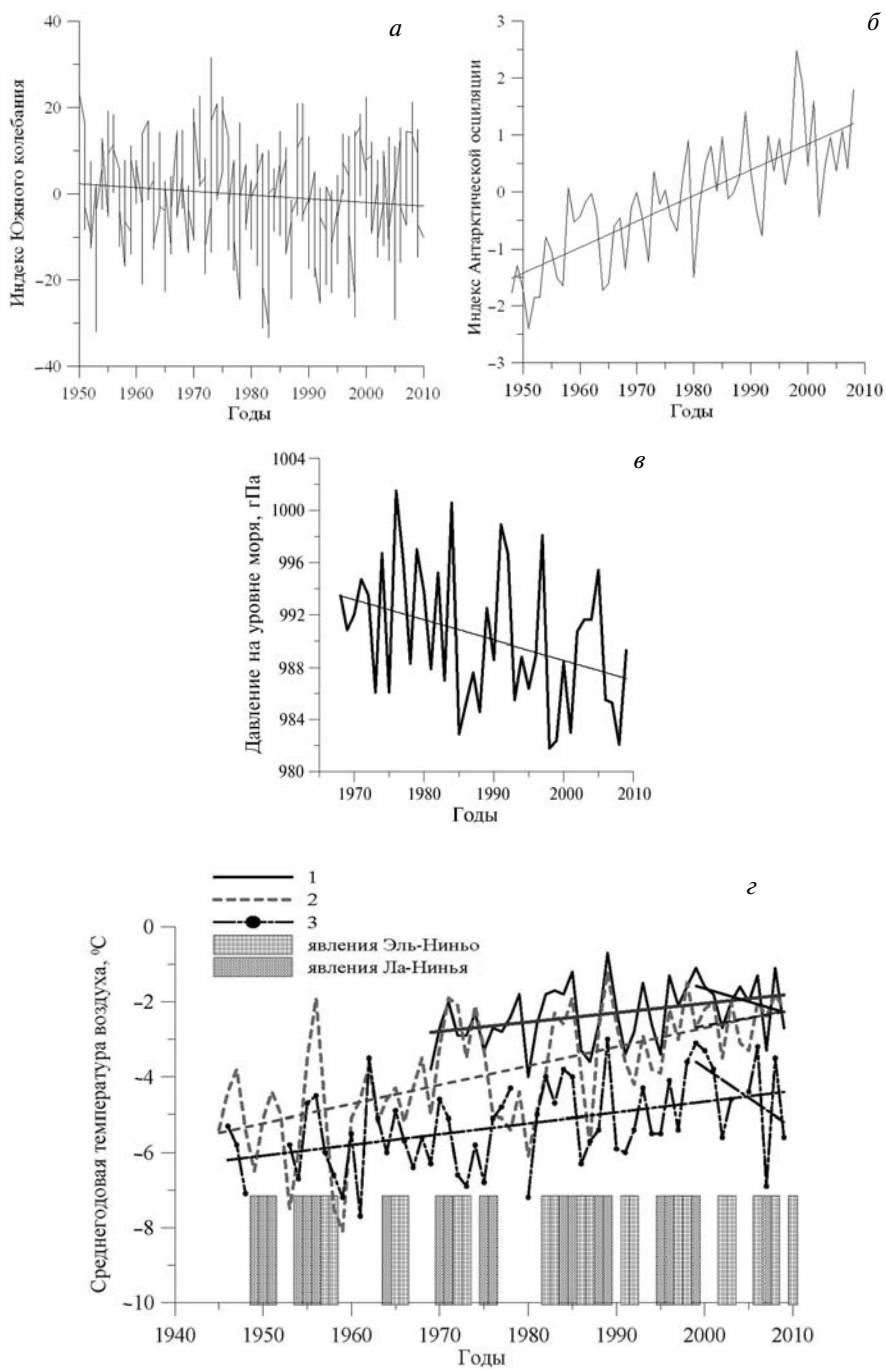 а
40
20
0
−20
−40
Индекс Южного колебания
1950 1960 1970 1980 1990 2000 2010
Годы
б
3
2
1
0
−1
−2
−3
Индекс Антарктической осциляции
1950 1960 1970 1980 1990 2000 2010
Годы
в
1004
1000
996
992
988
984
980
Давление на уровне моря, гПа
1970 1980 1990 2000 2010
Годы
г
1
2
3
явления Эль-Ниньо
явления Ла-Нинья
0
−2
−4
−6
−8
−10
Среднегодовая температура воздуха, ⁰C
1940 1950 1960 1970 1980 1990 2000 2010
Годы